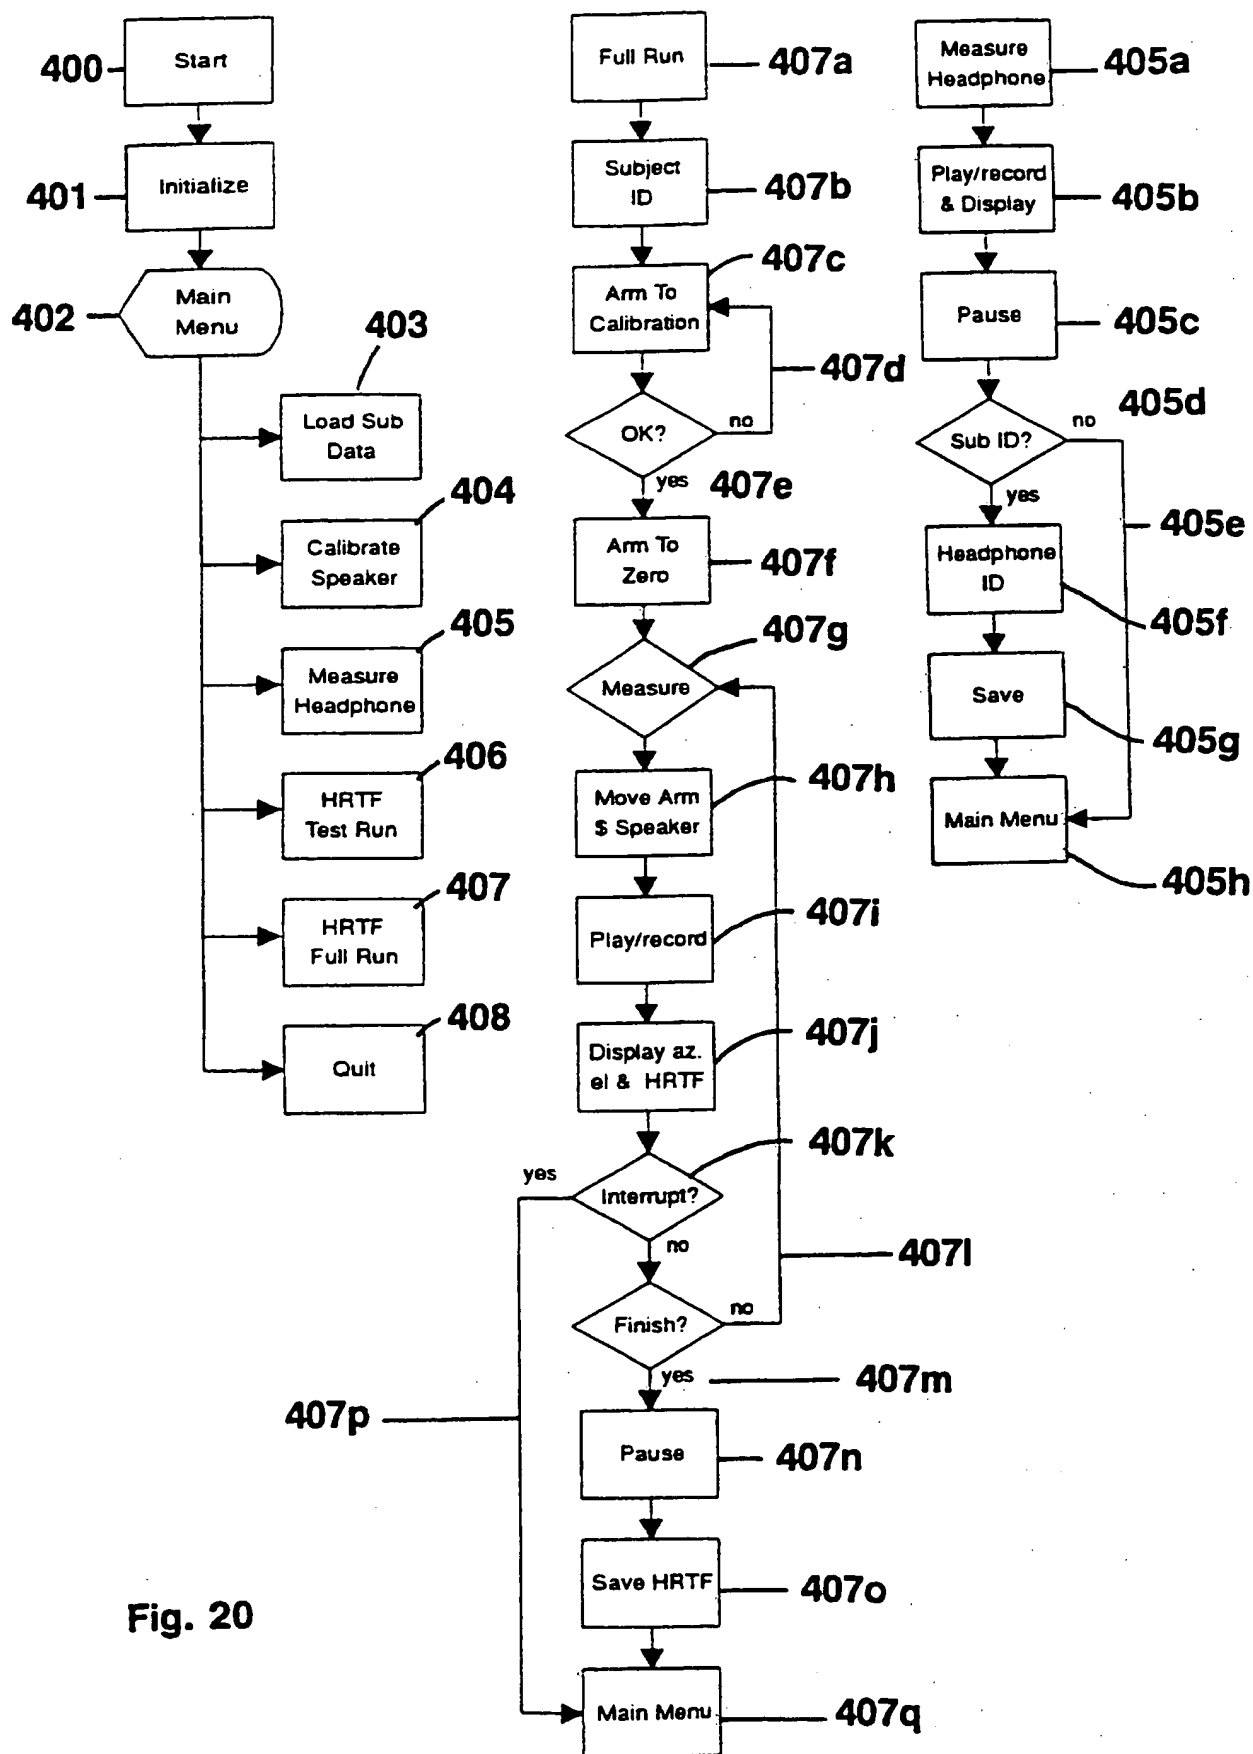 400
Start
401
Initialize
402
Main
Menu
403
Load Sub
Data
404
Calibrate
Speaker
405
Measure
Headphone
406
HRTF
Test Run
407
HRTF
Full Run
408
Quit
Full Run
407a
Subject
ID
407b
407c
Arm To
Calibration
407d
OK?
no
yes
407e
Arm To
Zero
407f
407g
Measure
407h
Move Arm
$ Speaker
407i
Play/record
407j
Display az.
el & HRTF
407k
yes
Interrupt?
no
407l
Finish?
no
yes
407m
407p
Pause
407n
Save HRTF
407o
Main Menu
407q
Measure
Headphone
405a
Play/record
& Display
405b
Pause
405c
405d
Sub ID?
no
yes
405e
Headphone
ID
405f
Save
405g
Main Menu
405h
Fig. 20